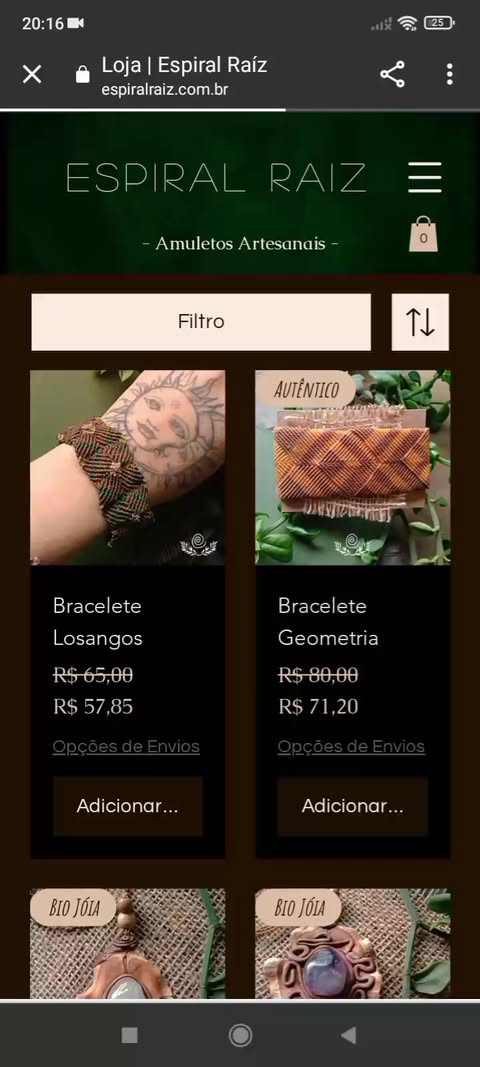 20:16
25
Loja | Espiral Raíz
espiralraiz.com.br
ESPIRAL RAIZ
- Amuletos Artesanais -
0
Filtro
Autêntico
Bracelete
Losangos
R$ 65,00
R$ 57,85
Opções de Envios
Adicionar...
Bracelete
Geometria
R$ 80,00
R$ 71,20
Opções de Envios
Adicionar...
Bio Jóia
Bio Jóia